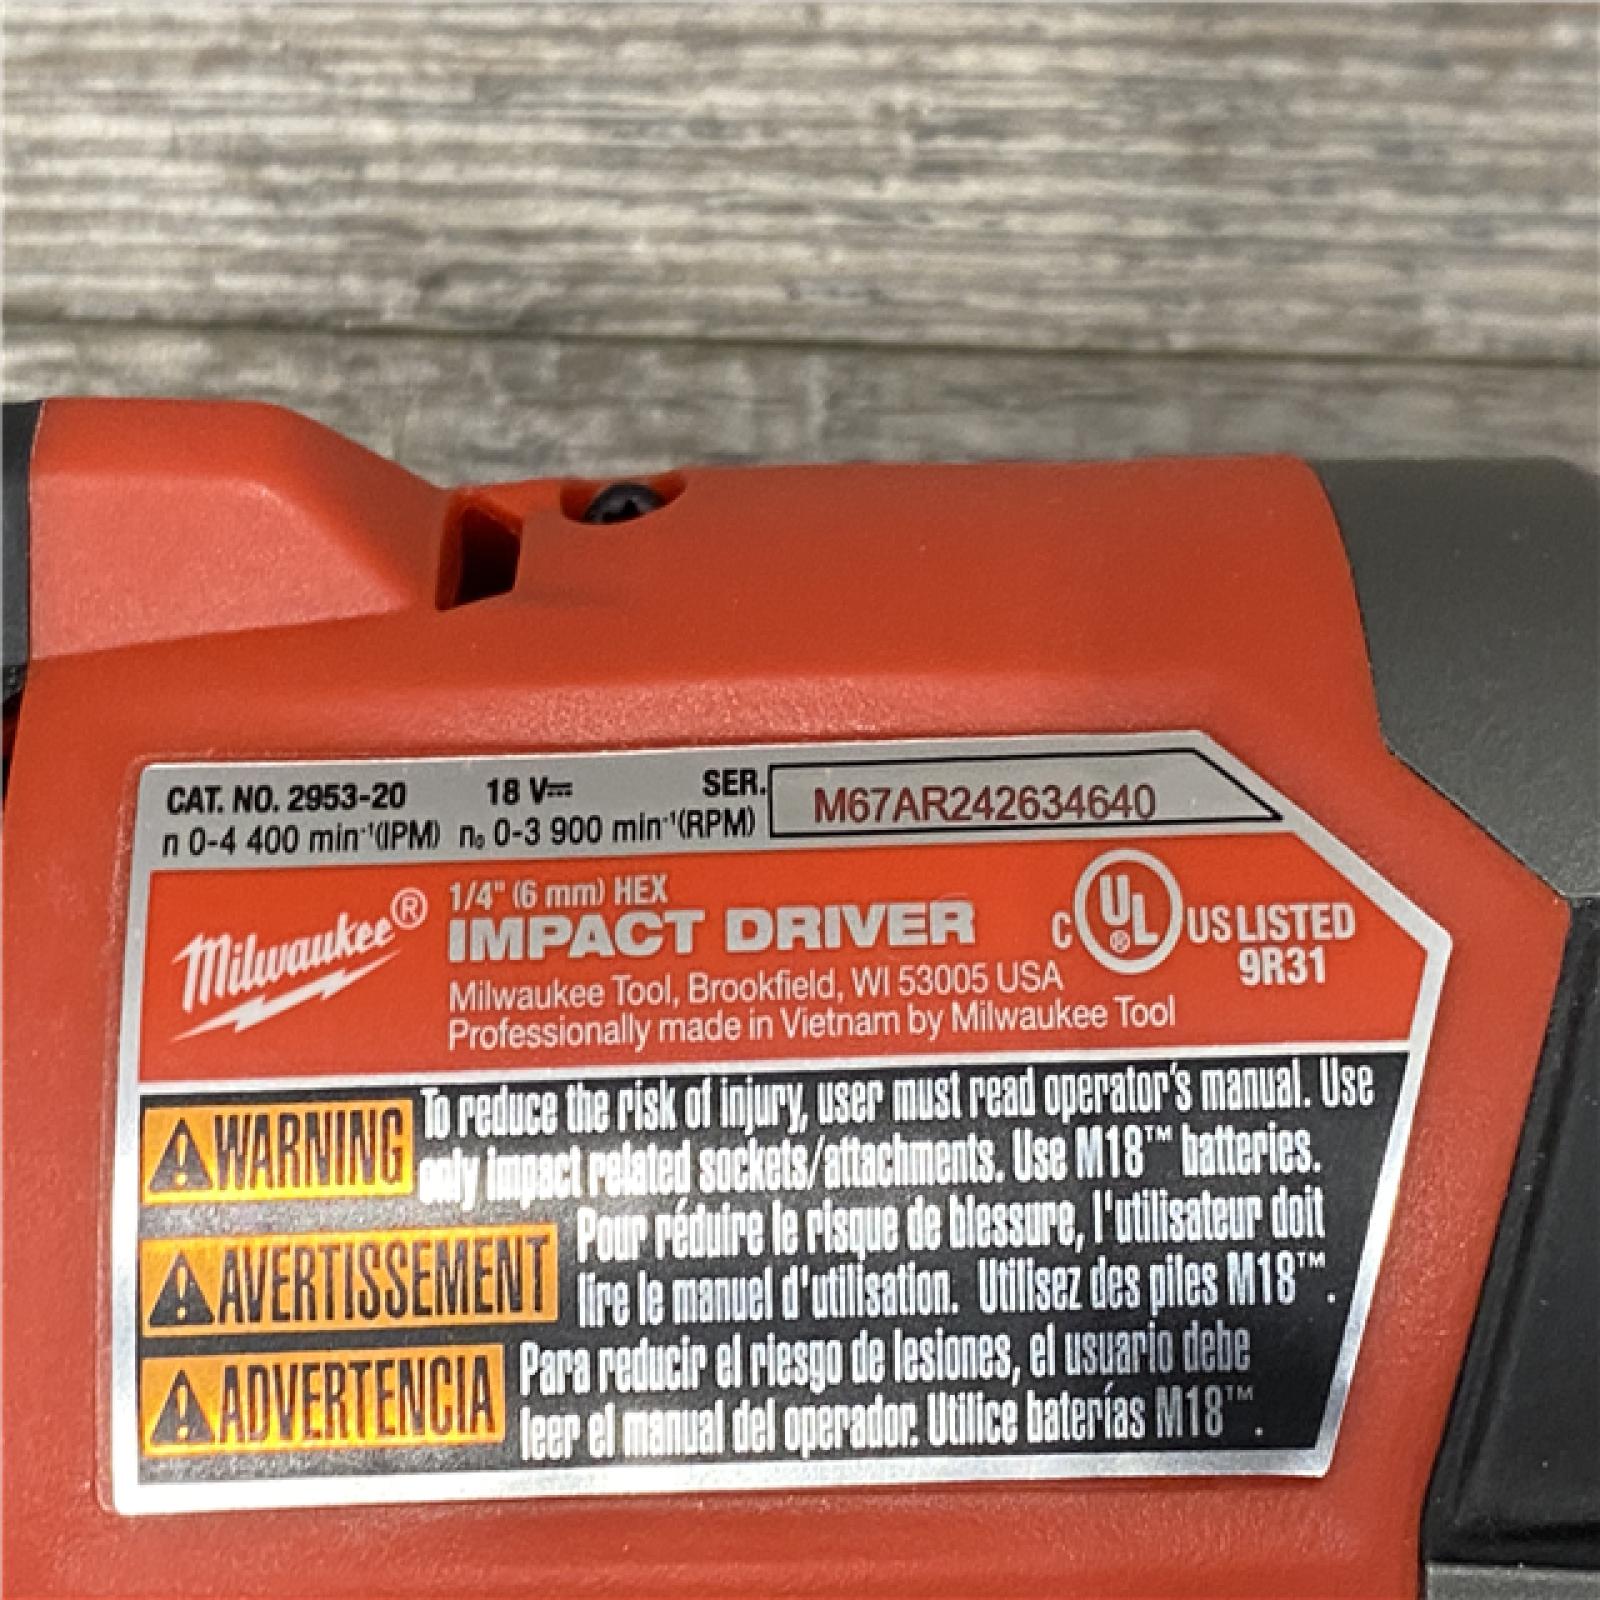 CAT. NO. 2953-20 18 V⎓ SER. M67AR242634640
n 0-4 400 min⁻¹(IPM) n₀ 0-3 900 min⁻¹(RPM)
Milwaukee® 1/4" (6 mm) HEX
IMPACT DRIVER C UL® US LISTED
9R31
Milwaukee Tool, Brookfield, WI 53005 USA
Professionally made in Vietnam by Milwaukee Tool
WARNING To reduce the risk of injury, user must read operator's manual. Use
only impact related sockets/attachments. Use M18™ batteries.
AVERTISSEMENT Pour réduire le risque de blessure, l'utilisateur doit
lire le manuel d'utilisation. Utilisez des piles M18™.
ADVERTENCIA Para reducir el riesgo de lesiones, el usuario debe
leer el manual del operador. Utilice baterías M18™.